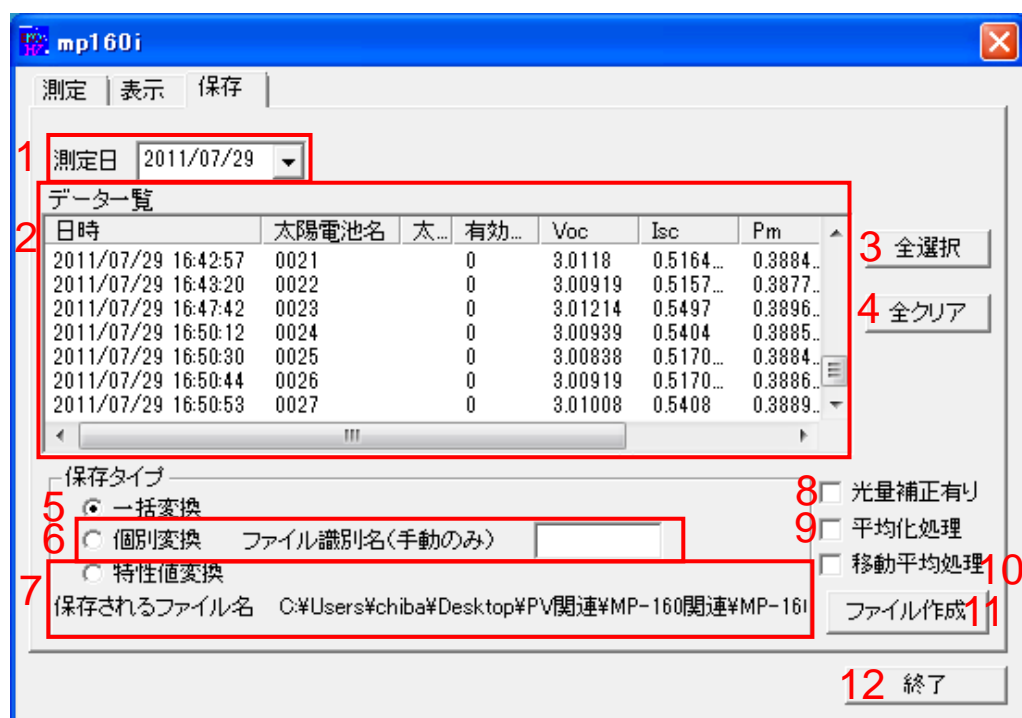 mp160i
測定 表示 保存
1 測定日 2011/07/29
データ一覧
2 日時 太陽電池名 太... 有効... Voc Isc Pm
2011/07/29 16:42:57 0021 0 3.0118 0.5164... 0.3884..
2011/07/29 16:43:20 0022 0 3.00919 0.5157... 0.3877..
2011/07/29 16:47:42 0023 0 3.01214 0.5497 0.3896..
2011/07/29 16:50:12 0024 0 3.00939 0.5404 0.3885..
2011/07/29 16:50:30 0025 0 3.00838 0.5170... 0.3884..
2011/07/29 16:50:44 0026 0 3.00919 0.5170... 0.3886..
2011/07/29 16:50:53 0027 0 3.01008 0.5408 0.3889..
3 全選択
4 全クリア
保存タイプ
5 一括変換
6 個別変換 ファイル識別名(手動のみ)
特性値変換
7 保存されるファイル名 C:¥Users¥chiba¥Desktop¥PV関連¥MP-160関連¥MP-16
8 光量補正有り
9 平均化処理
移動平均処理 10
ファイル作成 11
12 終了